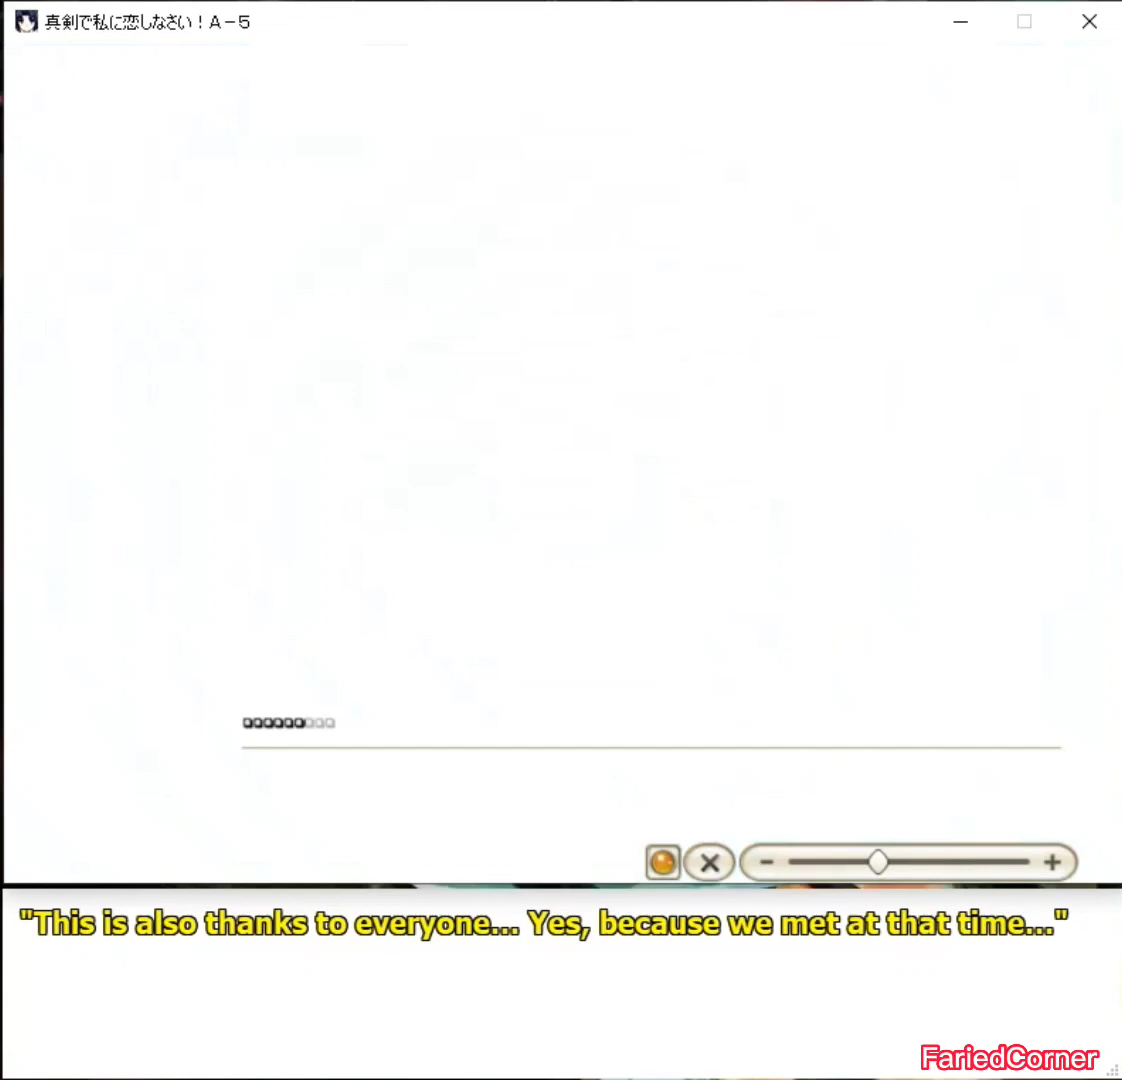 真剣で私に恋しなさい！Ａ－５
"This is also thanks to everyone... Yes, because we met at that time..."
FariedCorner